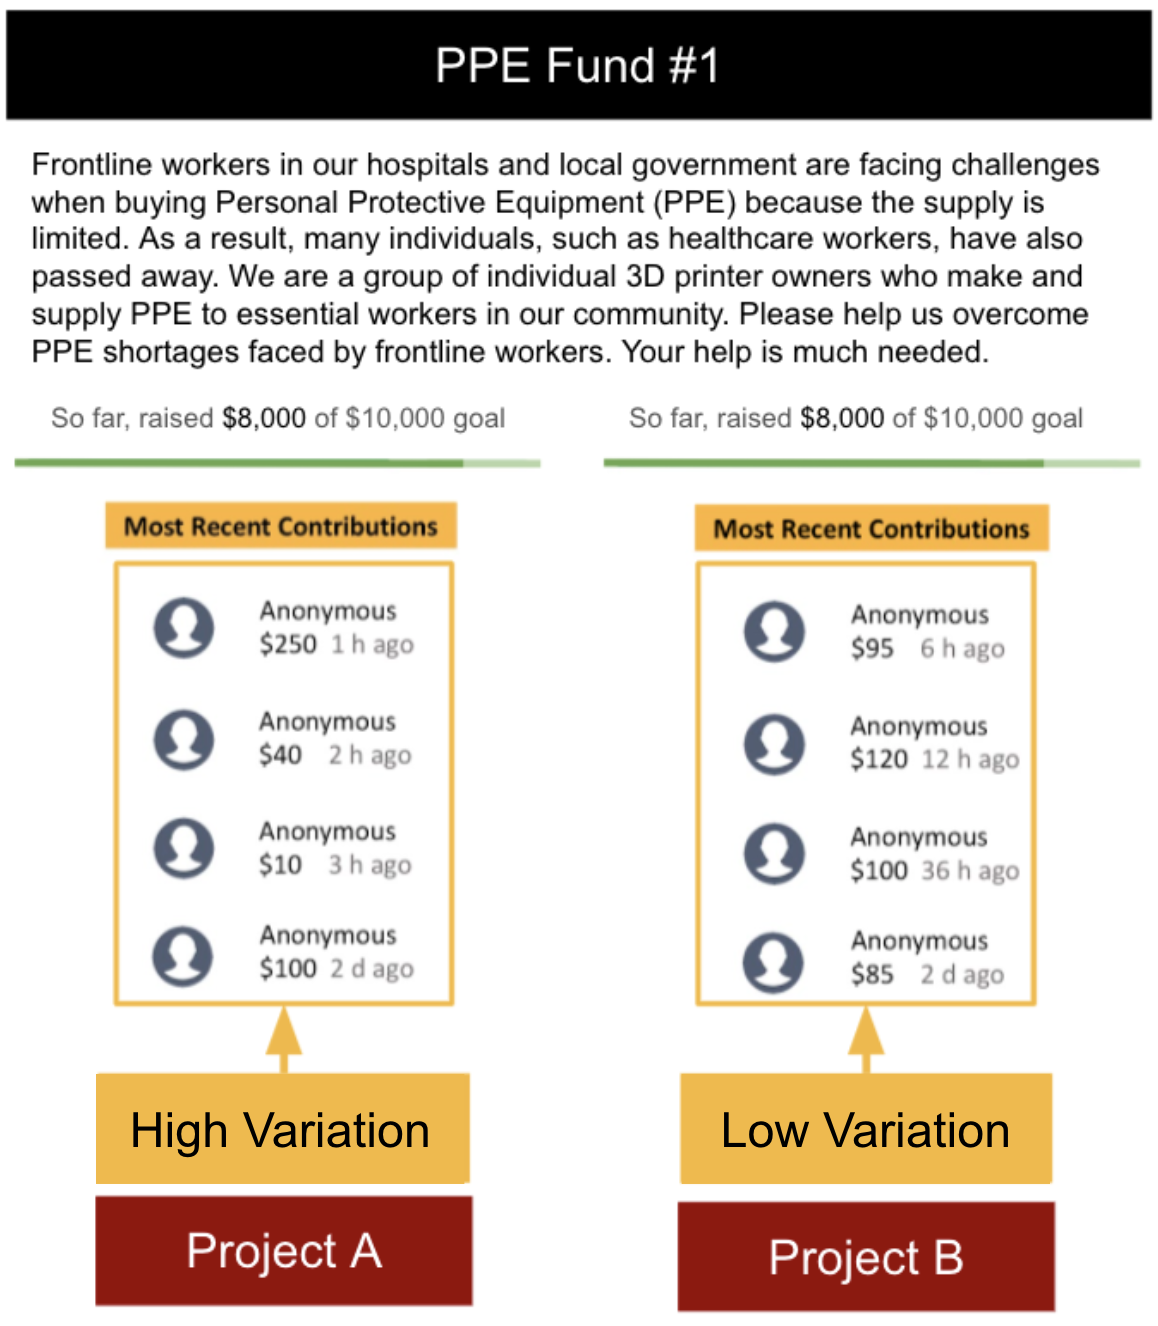 PPE Fund #1
Frontline workers in our hospitals and local government are facing challenges
when buying Personal Protective Equipment (PPE) because the supply is
limited. As a result, many individuals, such as healthcare workers, have also
passed away. We are a group of individual 3D printer owners who make and
supply PPE to essential workers in our community. Please help us overcome
PPE shortages faced by frontline workers. Your help is much needed.
So far, raised $8,000 of $10,000 goal
Most Recent Contributions
Anonymous
$250 1 h ago
Anonymous
$40 2 h ago
Anonymous
$10 3 h ago
Anonymous
$100 2 d ago
High Variation
Project A
So far, raised $8,000 of $10,000 goal
Most Recent Contributions
Anonymous
$95 6 h ago
Anonymous
$120 12 h ago
Anonymous
$100 36 h ago
Anonymous
$85 2 d ago
Low Variation
Project B